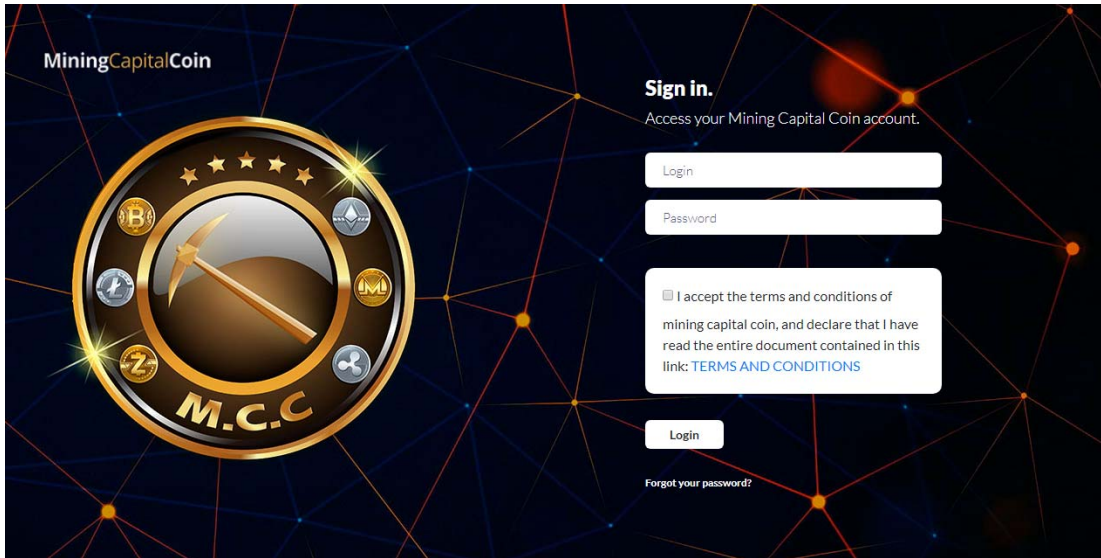 MiningCapitalCoin
M.C.C
Sign in.
Access your Mining Capital Coin account.
Login
Password
I accept the terms and conditions of
mining capital coin, and declare that I have
read the entire document contained in this
link: TERMS AND CONDITIONS
Login
Forgot your password?